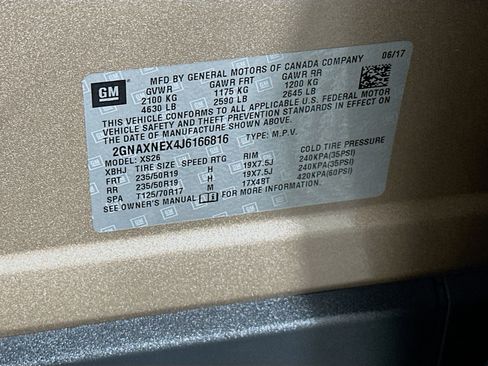 GM
MFD BY GENERAL MOTORS OF CANADA COMPANY 06/17
GVWR GAWR FRT GAWR RR
2100 KG 1175 KG 1200 KG
4630 LB 2590 LB 2645 LB
THIS VEHICLE CONFORMS TO ALL APPLICABLE U.S. FEDERAL MOTOR
VEHICLE SAFETY AND THEFT PREVENTION STANDARDS IN EFFECT ON
THE DATE OF MANUFACTURE SHOWN ABOVE.
2GNAXNEX4J6166816 TYPE: M.P.V.
MODEL: XS26
XBHJ TIRE SIZE SPEED RTG RIM COLD TIRE PRESSURE
FRT 235/50R19 H 19X7.5J 240KPA(35PSI)
RR 235/50R19 H 19X7.5J 240KPA(35PSI)
SPA T125/70R17 M 17X4BT 420KPA(60PSI)
SEE OWNER'S MANUAL